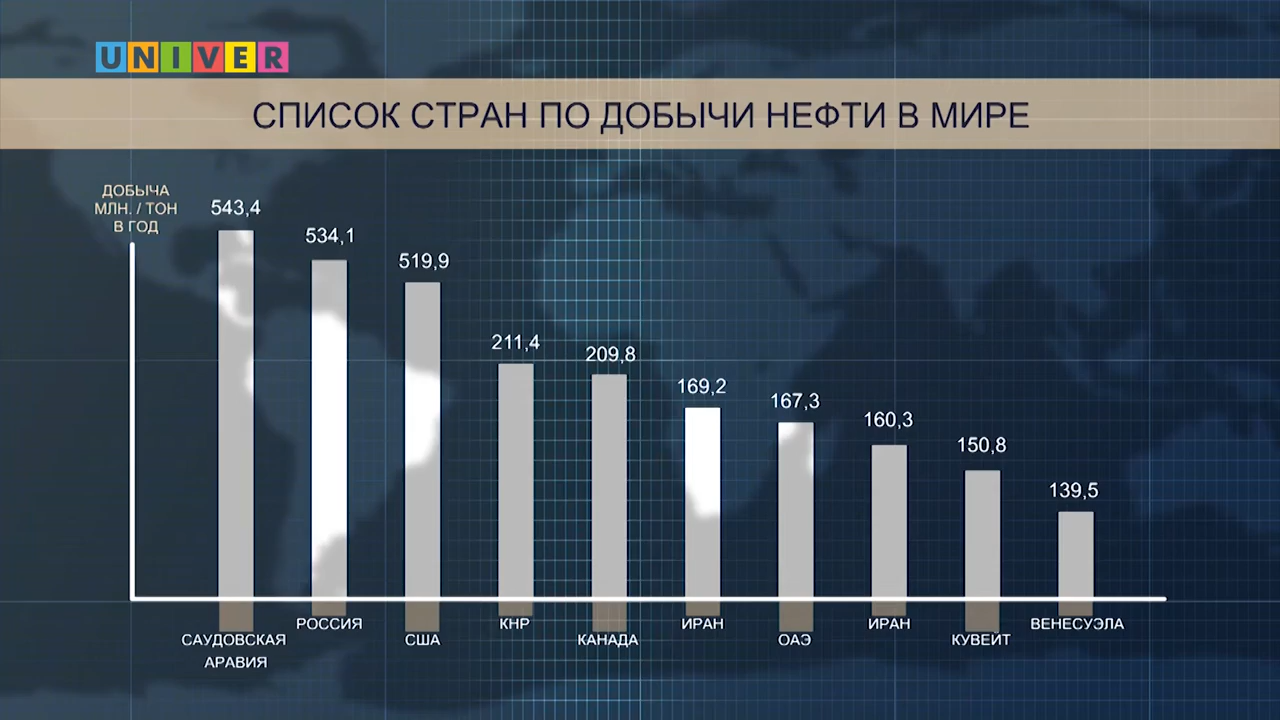 UNIVER
СПИСОК СТРАН ПО ДОБЫЧИ НЕФТИ В МИРЕ
ДОБЫЧА
МЛН. / ТОН
В ГОД
543,4
534,1
519,9
211,4
209,8
169,2
167,3
160,3
150,8
139,5
САУДОВСКАЯ
АРАВИЯ
РОССИЯ
США
КНР
КАНАДА
ИРАН
ОАЭ
ИРАН
КУВЕЙТ
ВЕНЕСУЭЛА